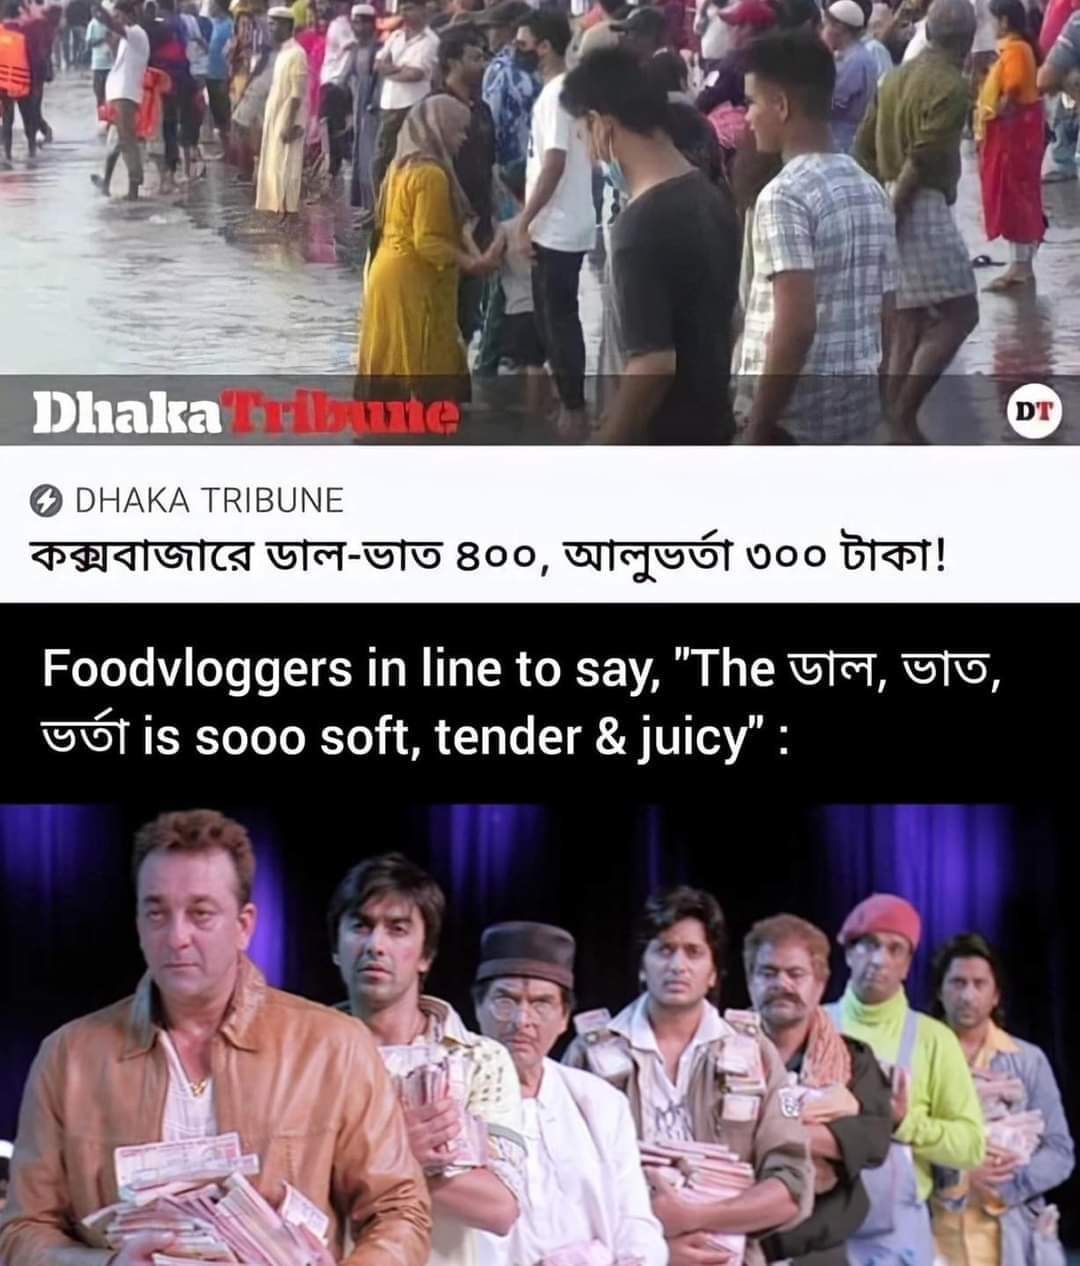 Dhaka Tribune
DT
DHAKA TRIBUNE
কক্সবাজারে ডাল-ভাত ৪০০, আলুভর্তা ৩০০ টাকা!
Foodvloggers in line to say, "The ডাল, ভাত,
ভর্তা is sooo soft, tender & juicy" :